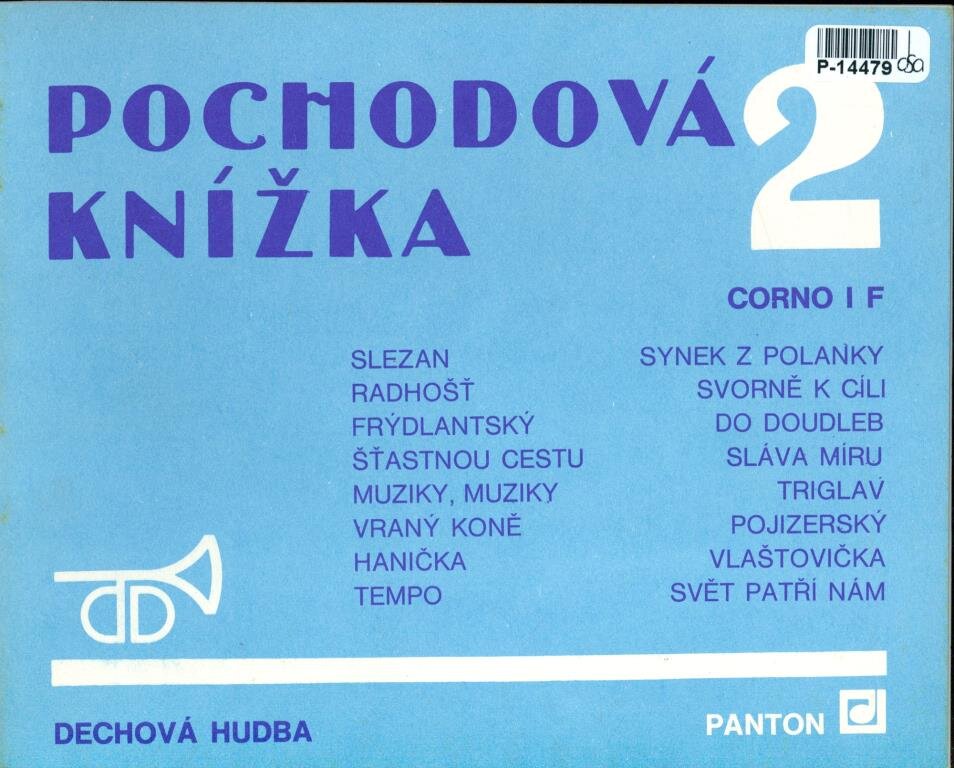 P-14479
POCHODOVÁ 2
KNÍŽKA
CORNO I F
SLEZAN
RADHOŠŤ
FRÝDLANTSKÝ
ŠŤASTNOU CESTU
MUZIKY, MUZIKY
VRANÝ KONĚ
HANIČKA
TEMPO
SYNEK Z POLANKY
SVORNĚ K CÍLI
DO DOUDLEB
SLÁVA MÍRU
TRIGLAV
POJIZERSKÝ
VLAŠTOVIČKA
SVĚT PATŘÍ NÁM
DECHOVÁ HUDBA
PANTON